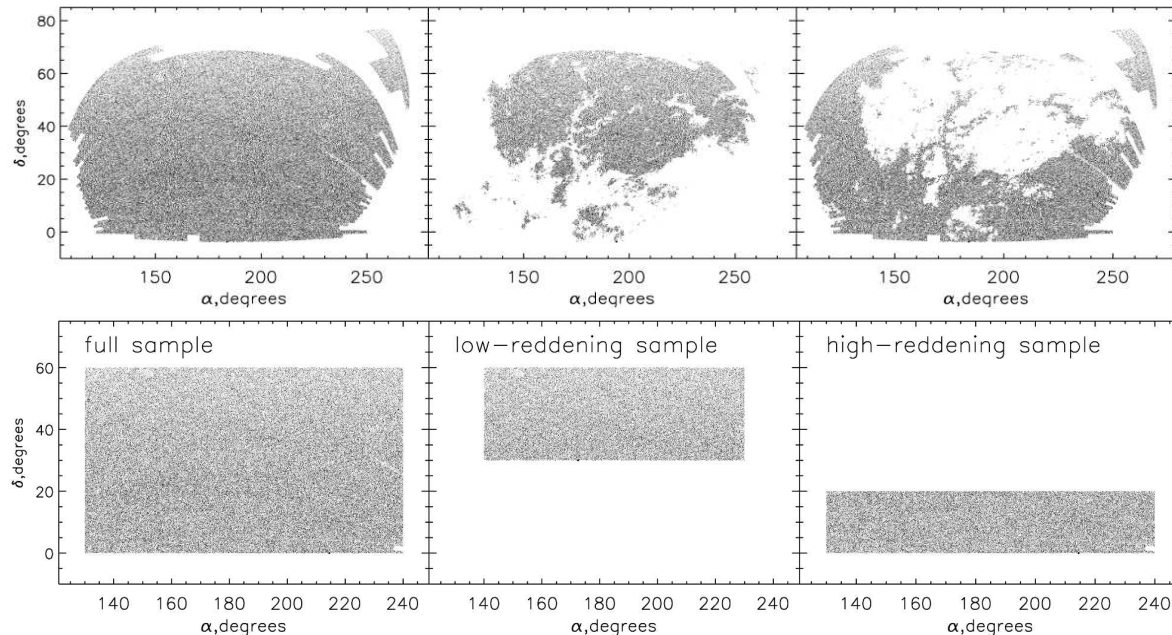 80
60
40
20
0
δ,degrees
150 200 250 150 200 250 150 200 250
α,degrees α,degrees α,degrees
full sample low−reddening sample high−reddening sample
60
40
20
0
δ,degrees
140 160 180 200 220 240 140 160 180 200 220 240 140 160 180 200 220 240
α,degrees α,degrees α,degrees